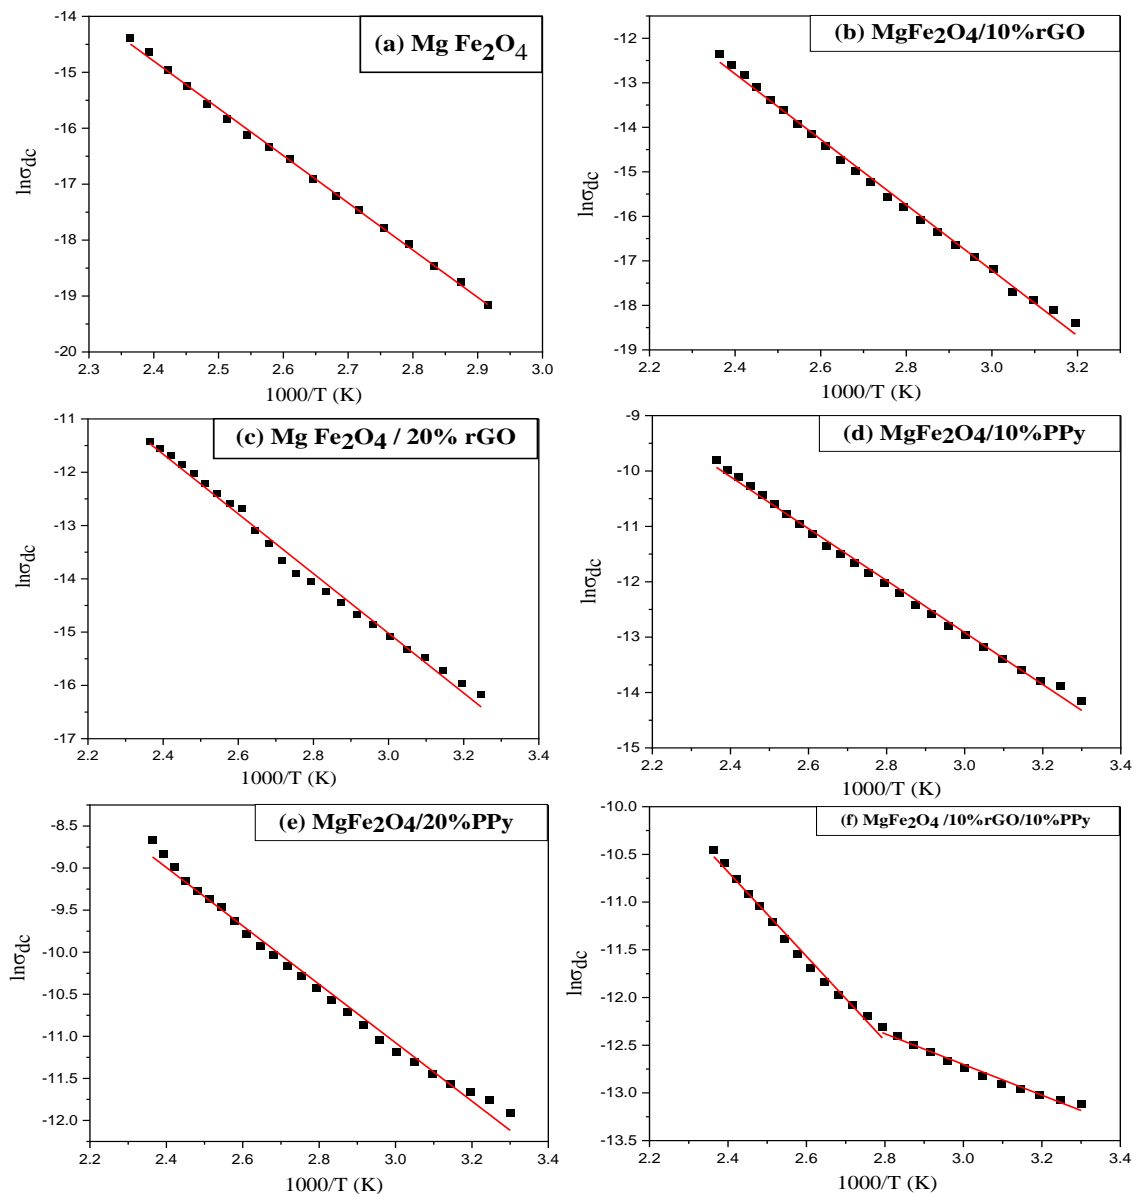 (a) Mg Fe2O4
lnσdc
-14
-15
-16
-17
-18
-19
-20
2.3 2.4 2.5 2.6 2.7 2.8 2.9 3.0
1000/T (K)
(b) MgFe2O4/10%rGO
lnσdc
-12
-13
-14
-15
-16
-17
-18
-19
2.2 2.4 2.6 2.8 3.0 3.2
1000/T (K)
(c) Mg Fe2O4 / 20% rGO
lnσdc
-11
-12
-13
-14
-15
-16
-17
2.2 2.4 2.6 2.8 3.0 3.2 3.4
1000/T (K)
(d) MgFe2O4/10%PPy
lnσdc
-9
-10
-11
-12
-13
-14
-15
2.2 2.4 2.6 2.8 3.0 3.2 3.4
1000/T (K)
(e) MgFe2O4/20%PPy
lnσdc
-8.5
-9.0
-9.5
-10.0
-10.5
-11.0
-11.5
-12.0
2.2 2.4 2.6 2.8 3.0 3.2 3.4
1000/T (K)
(f) MgFe2O4 /10%rGO/10%PPy
lnσdc
-10.0
-10.5
-11.0
-11.5
-12.0
-12.5
-13.0
-13.5
2.2 2.4 2.6 2.8 3.0 3.2 3.4
1000/T (K)